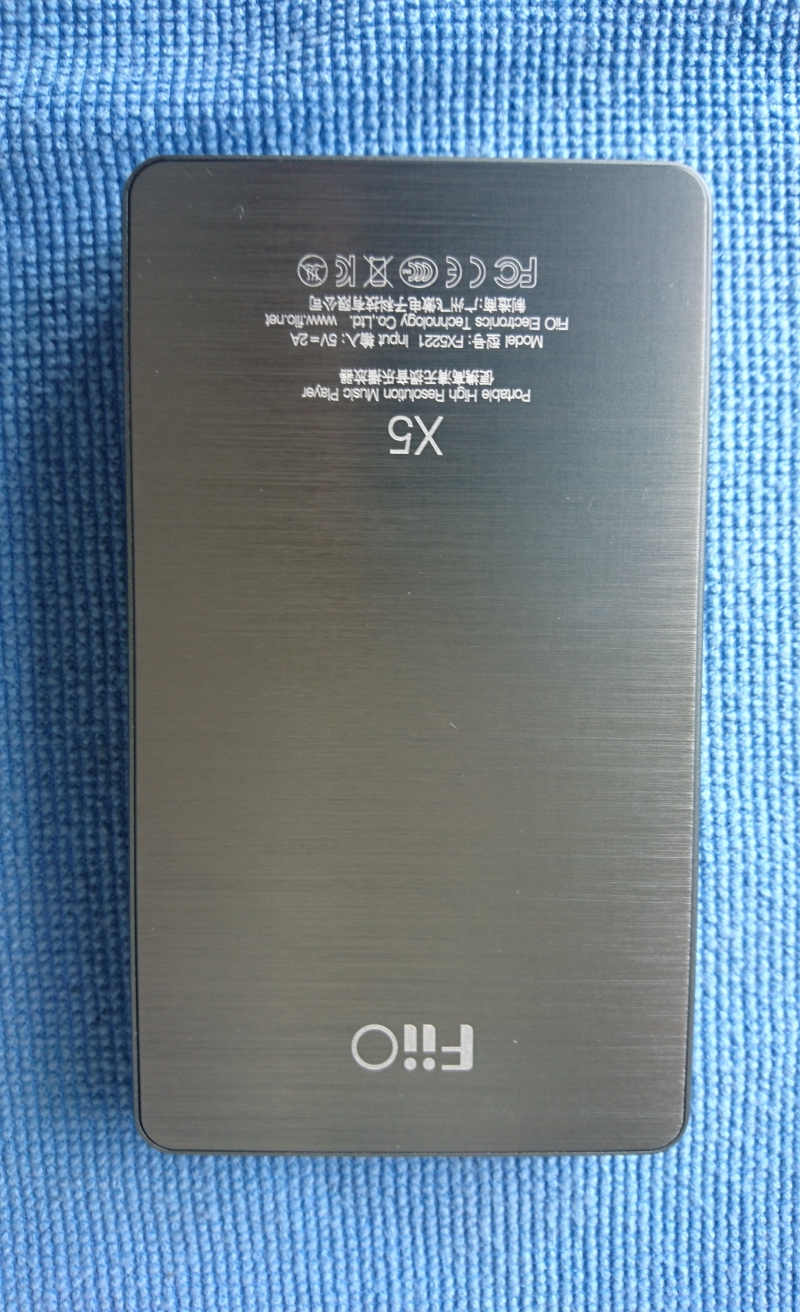 FiiO
X5
Portable High Resolution Music Player
便携高清无损音乐播放器
Model 型号: FX5221 Input 输入: 5V=2A
FiiO Electronics Technology Co.,Ltd. www.fiio.net
制造商:广州飞傲电子科技有限公司
FC CE